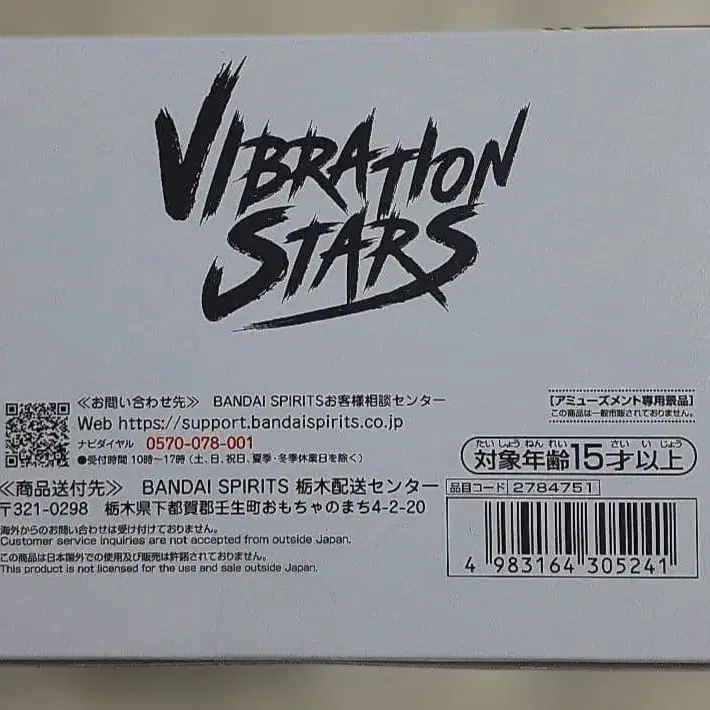 VIBRATION
STARS
≪お問い合わせ先≫ BANDAI SPIRITSお客様相談センター
Web https://support.bandaispirits.co.jp
ナビダイヤル 0570-078-001
●受付時間 10時～17時(土、日、祝日、夏季・冬季休業日を除く)
≪商品送付先≫ BANDAI SPIRITS 栃木配送センター
〒321-0298 栃木県下都賀郡壬生町おもちゃのまち4-2-20
海外からのお問い合わせは受け付けておりません。
Customer service inquiries are not accepted from outside Japan.
この商品は日本国外での使用及び販売は許諾されておりません。
This product is not licensed for the use and sale outside Japan.
[アミューズメント専用景品]
この商品は一般市販されておりません。
たいしょうねんれい さいいじょう
対象年齢15才以上
品目コード 2784751
4 983164 305241